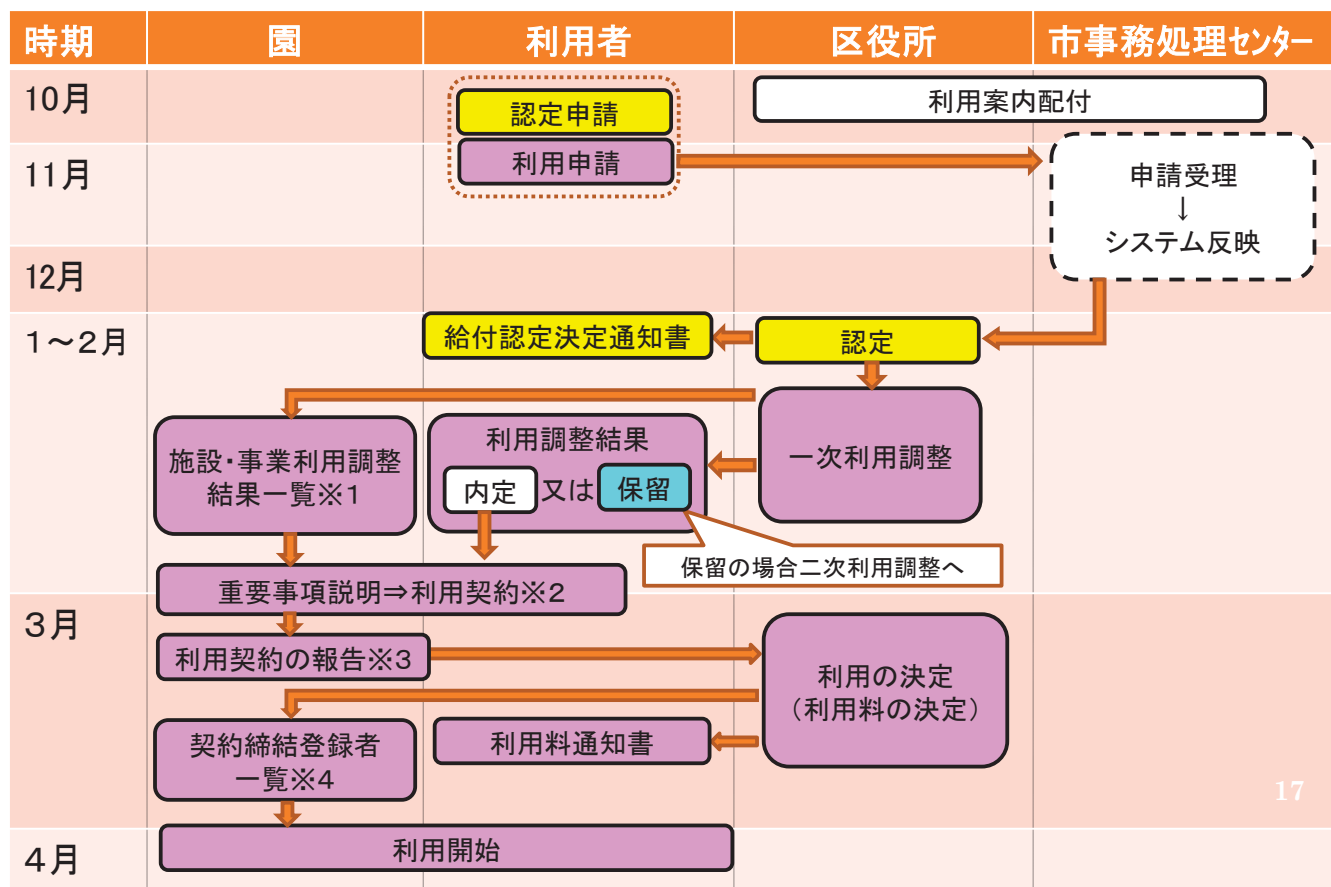 時期
園
利用者
区役所
市事務処理センター
10月
認定申請
利用案内配付
11月
利用申請
申請受理
↓
システム反映
12月
1～2月
給付認定決定通知書
認定
施設・事業利用調整
結果一覧※1
利用調整結果
内定 又は 保留
一次利用調整
保留の場合二次利用調整へ
重要事項説明⇒利用契約※2
3月
利用契約の報告※3
利用の決定
（利用料の決定）
契約締結登録者
一覧※4
利用料通知書
17
4月
利用開始